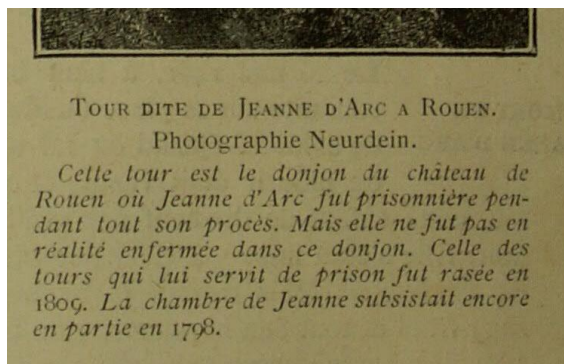 TOUR DITE DE JEANNE D'ARC A ROUEN.
Photographie Neurdein.
Cette tour est le donjon du château de
Rouen où Jeanne d'Arc fut prisonnière pen-
dant tout son procès. Mais elle ne fut pas en
réalité enfermée dans ce donjon. Celle des
tours qui lui servit de prison fut rasée en
1809. La chambre de Jeanne subsistait encore
en partie en 1798.